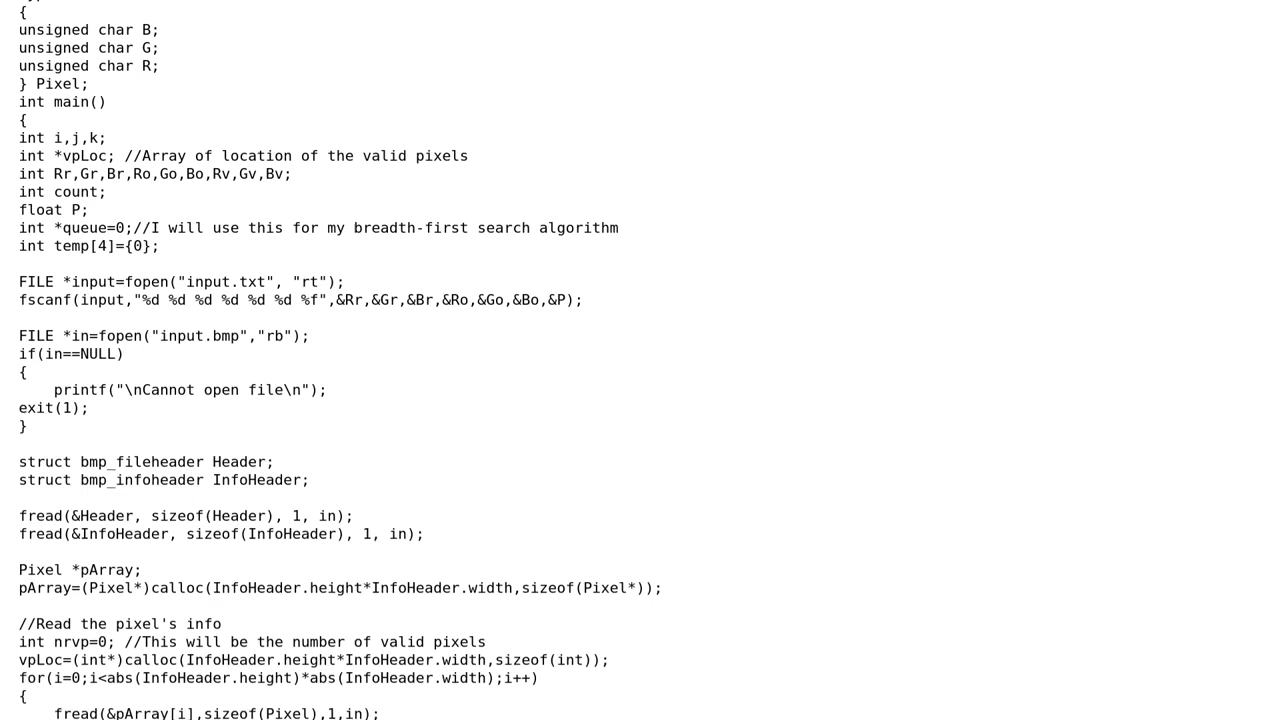 {
unsigned char B;
unsigned char G;
unsigned char R;
} Pixel;
int main()
{
int i,j,k;
int *vpLoc; //Array of location of the valid pixels
int Rr,Gr,Br,Ro,Go,Bo,Rv,Gv,Bv;
int count;
float P;
int *queue=0;//I will use this for my breadth-first search algorithm
int temp[4]={0};

FILE *input=fopen("input.txt", "rt");
fscanf(input,"%d %d %d %d %d %d %f",&Rr,&Gr,&Br,&Ro,&Go,&Bo,&P);

FILE *in=fopen("input.bmp","rb");
if(in==NULL)
{
    printf("\nCannot open file\n");
exit(1);
}

struct bmp_fileheader Header;
struct bmp_infoheader InfoHeader;

fread(&Header, sizeof(Header), 1, in);
fread(&InfoHeader, sizeof(InfoHeader), 1, in);

Pixel *pArray;
pArray=(Pixel*)calloc(InfoHeader.height*InfoHeader.width,sizeof(Pixel*));

//Read the pixel's info
int nrvp=0; //This will be the number of valid pixels
vpLoc=(int*)calloc(InfoHeader.height*InfoHeader.width,sizeof(int));
for(i=0;i<abs(InfoHeader.height)*abs(InfoHeader.width);i++)
{
    fread(&pArray[i],sizeof(Pixel),1,in);